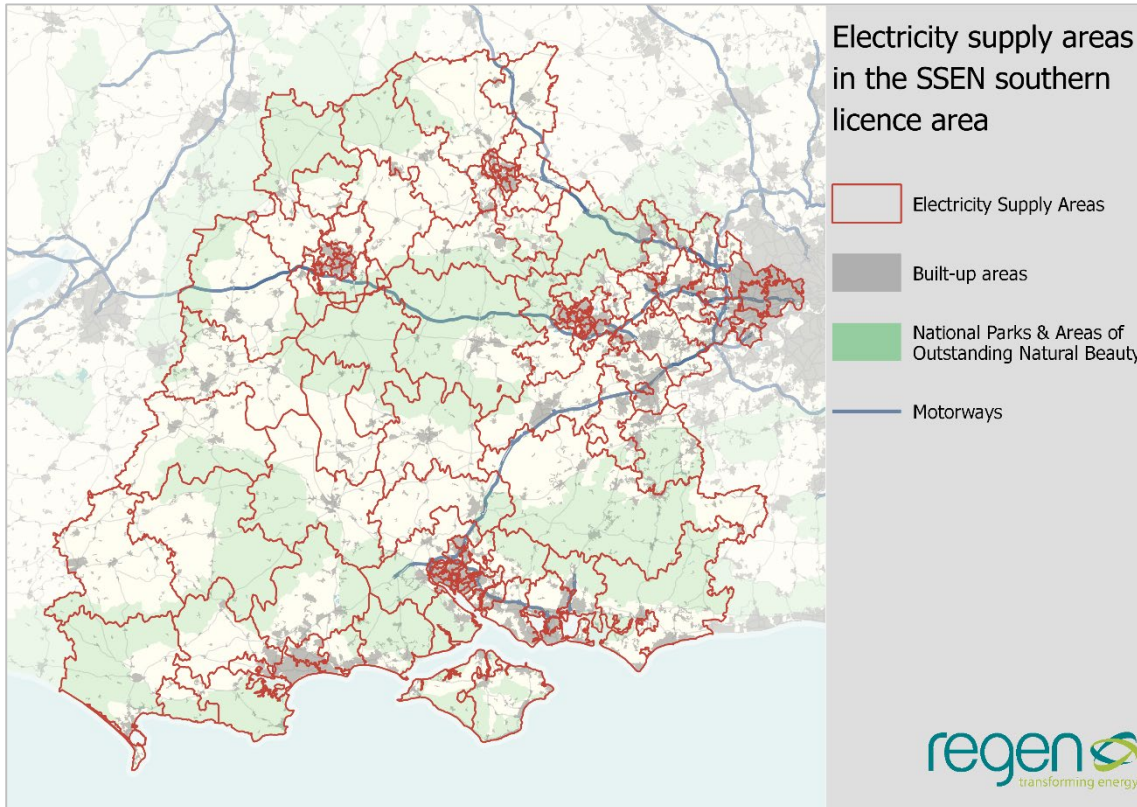 Electricity supply areas
in the SSEN southern
licence area
Electricity Supply Areas
Built-up areas
National Parks & Areas of
Outstanding Natural Beauty
Motorways
regen
transforming energy